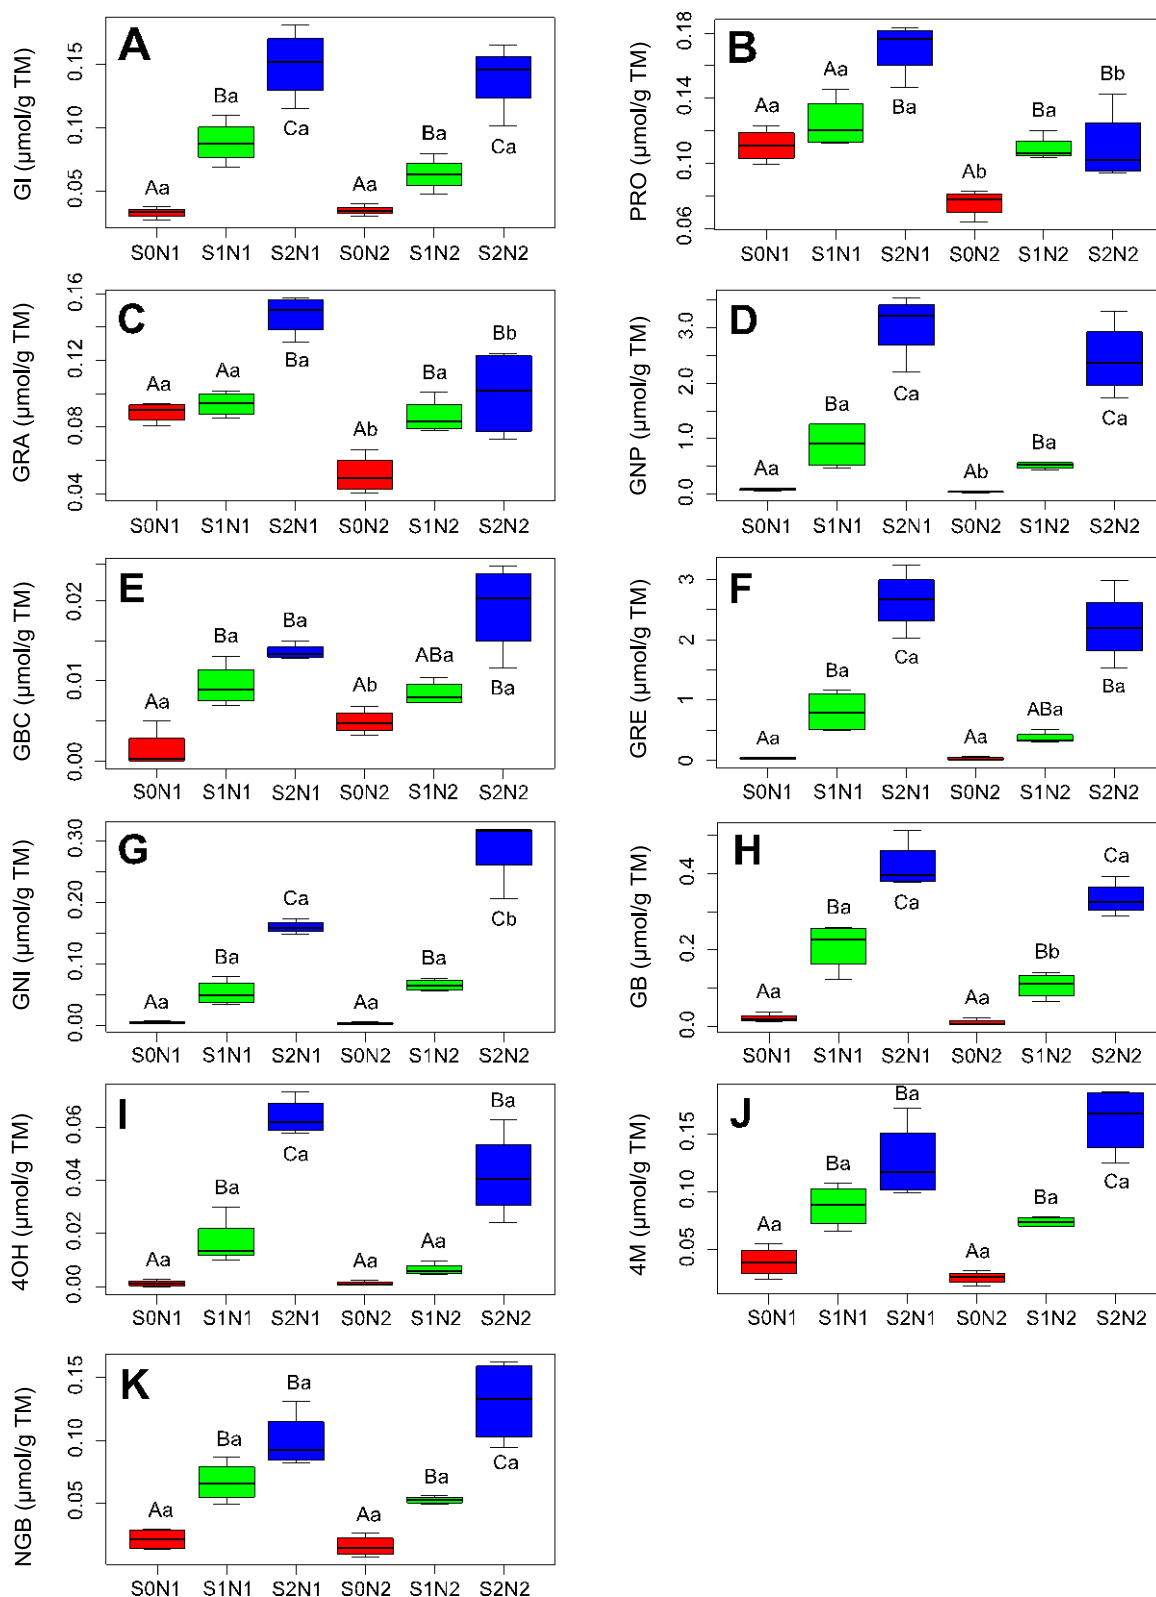 A
GI (µmol/g TM)
0.15
0.10
0.05
Aa
Ba
Ca
Aa
Ba
Ca
S0N1 S1N1 S2N1 S0N2 S1N2 S2N2
B
PRO (µmol/g TM)
0.18
0.14
0.10
0.06
Aa
Aa
Ba
Ab
Ba
Bb
S0N1 S1N1 S2N1 S0N2 S1N2 S2N2
C
GRA (µmol/g TM)
0.16
0.12
0.08
0.04
Aa
Aa
Ba
Ab
Ba
Bb
S0N1 S1N1 S2N1 S0N2 S1N2 S2N2
D
GNP (µmol/g TM)
3.0
2.0
1.0
0.0
Aa
Ba
Ca
Ab
Ba
Ca
S0N1 S1N1 S2N1 S0N2 S1N2 S2N2
E
GBC (µmol/g TM)
0.02
0.01
0.00
Aa
Ba
Ba
Ab
ABa
Ba
S0N1 S1N1 S2N1 S0N2 S1N2 S2N2
F
GRE (µmol/g TM)
3
2
1
0
Aa
Ba
Ca
Aa
ABa
Ba
S0N1 S1N1 S2N1 S0N2 S1N2 S2N2
G
GNI (µmol/g TM)
0.30
0.20
0.10
0.00
Aa
Ba
Ca
Aa
Ba
Cb
S0N1 S1N1 S2N1 S0N2 S1N2 S2N2
H
GB (µmol/g TM)
0.4
0.2
0.0
Aa
Ba
Ca
Aa
Bb
Ca
S0N1 S1N1 S2N1 S0N2 S1N2 S2N2
I
4OH (µmol/g TM)
0.06
0.04
0.02
0.00
Aa
Ba
Ca
Aa
Aa
Ba
S0N1 S1N1 S2N1 S0N2 S1N2 S2N2
J
4M (µmol/g TM)
0.15
0.10
0.05
Aa
Ba
Ba
Aa
Ba
Ca
S0N1 S1N1 S2N1 S0N2 S1N2 S2N2
K
NGB (µmol/g TM)
0.15
0.10
0.05
Aa
Ba
Ba
Aa
Ba
Ca
S0N1 S1N1 S2N1 S0N2 S1N2 S2N2